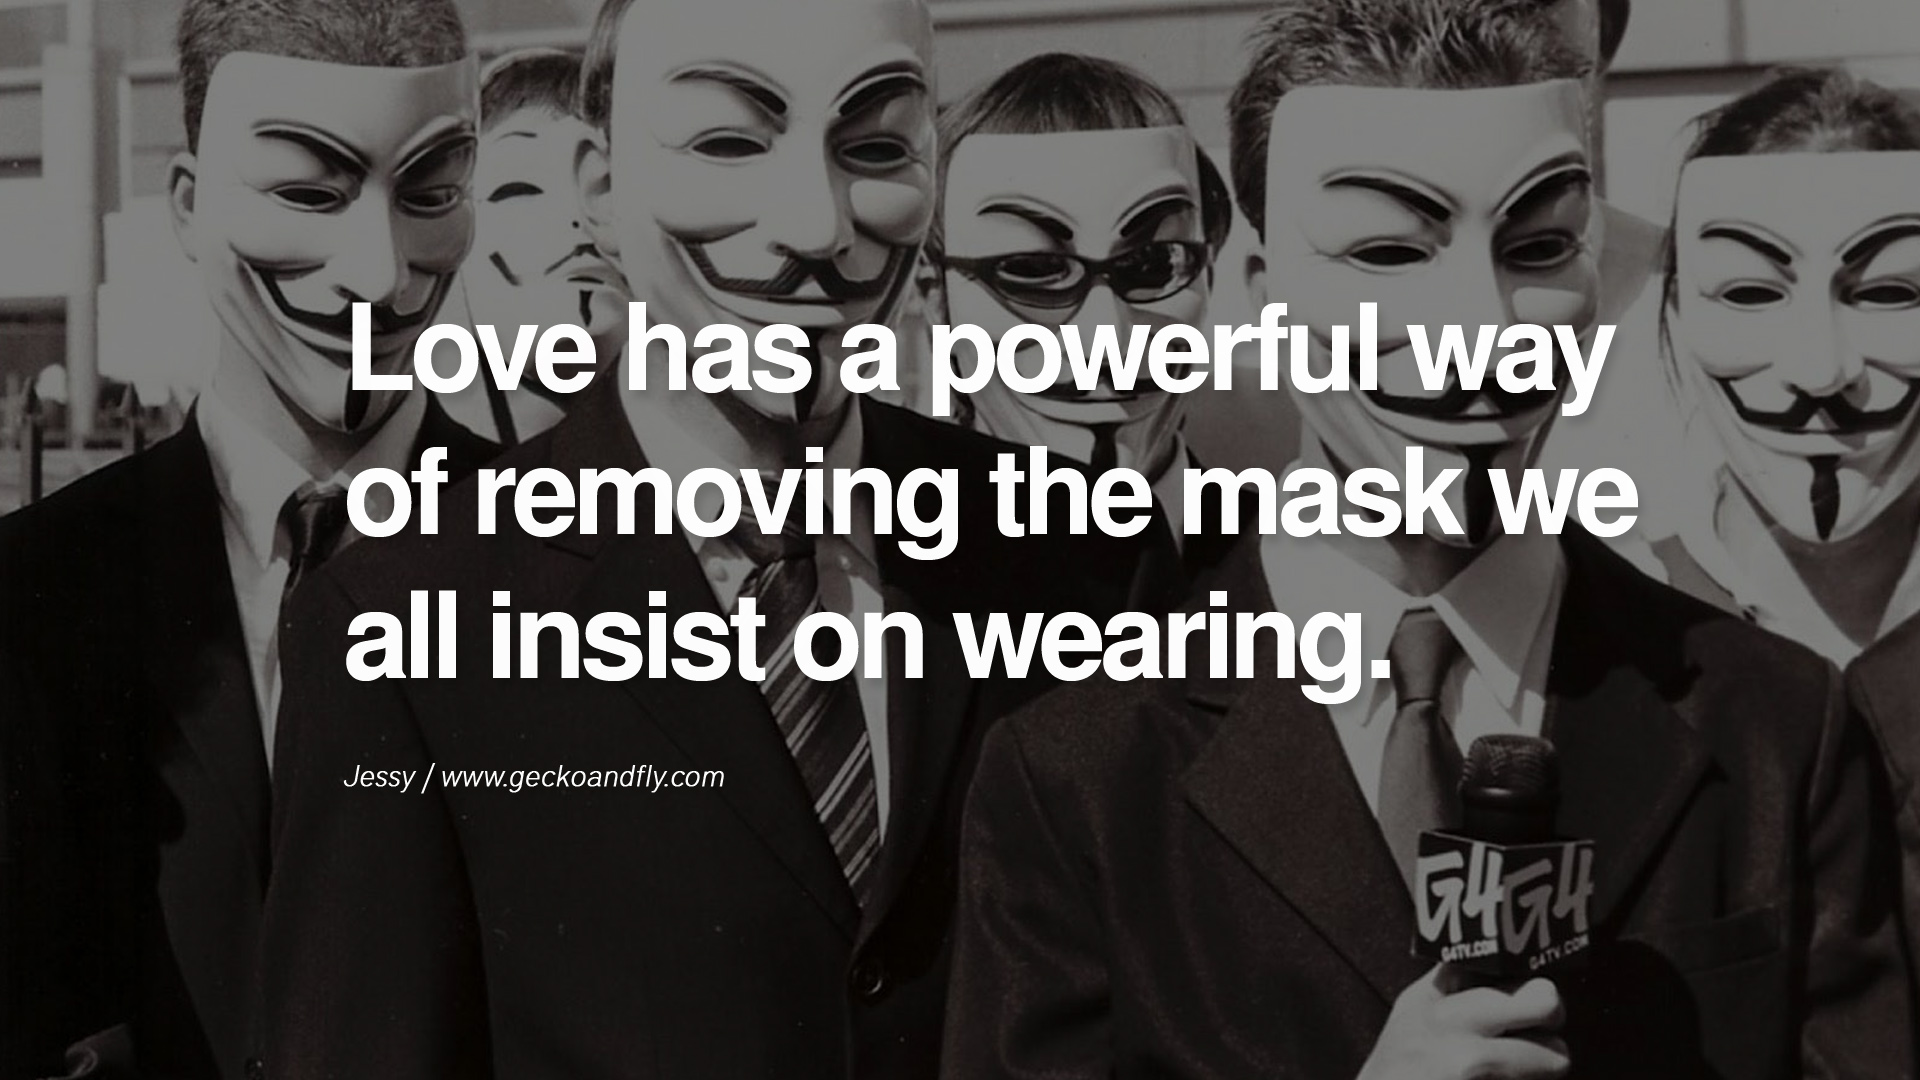 Love has a powerful way
of removing the mask we
all insist on wearing.
Jessy / www.geckoandfly.com
G4 G4
G4TV.COM G4TV.COM